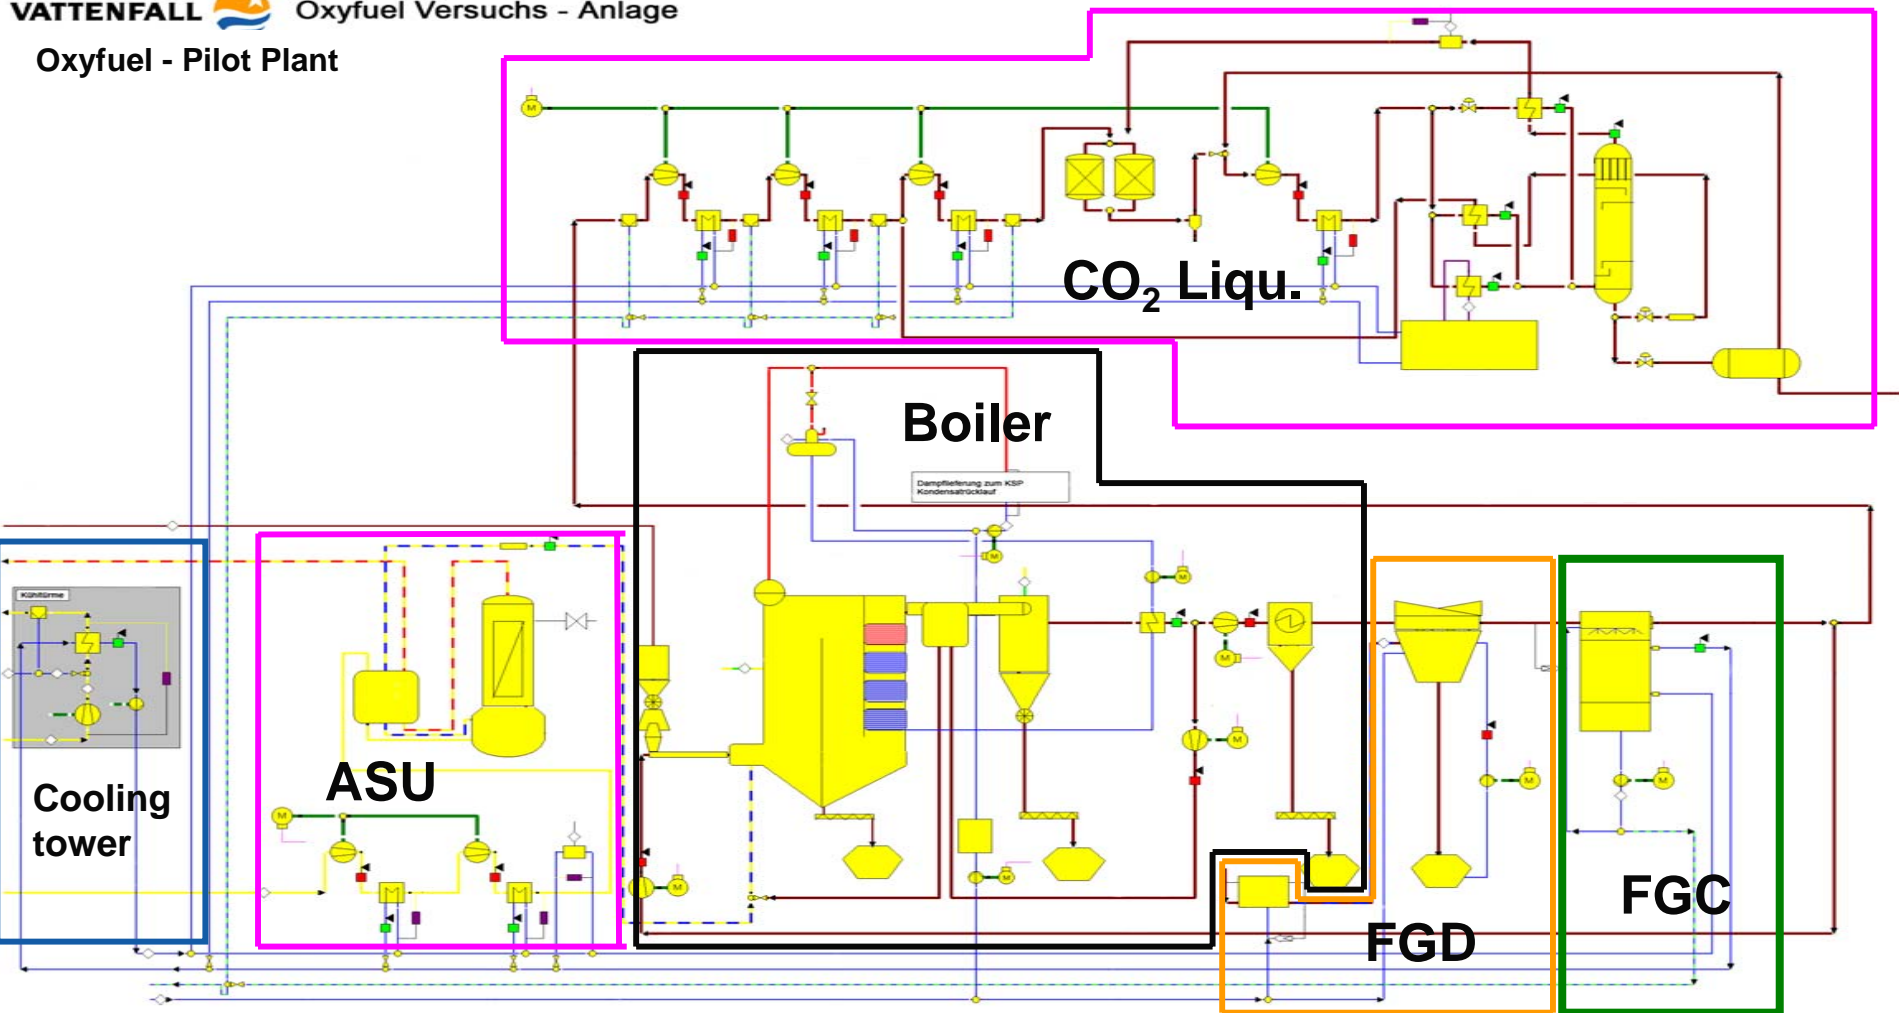 VATTENFALL Oxyfuel Versuchs - Anlage
Oxyfuel - Pilot Plant
M
CO2 Liqu.
Boiler
Dampflieferung zum KSP
Kondensatrücklauf
M
M
Kühltürme
M
M
ASU
Cooling
tower
M
M
M
M
M
FGC
FGD